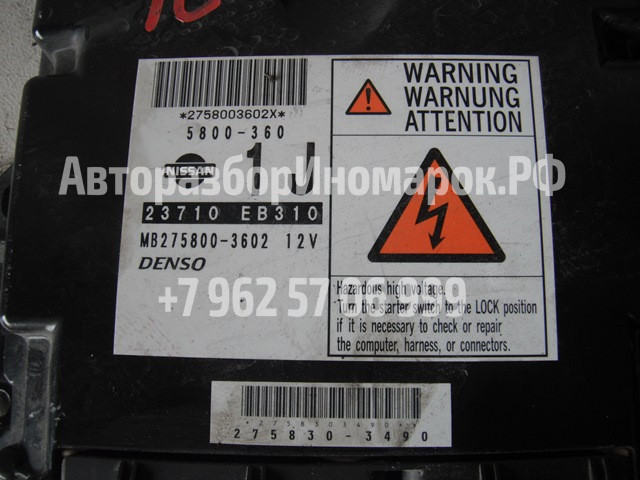 1C
*2758003602X*
5800-360
NISSAN
1J
23710 EB310
MB275800-3602 12V
DENSO
WARNING
WARNUNG
ATTENTION
Hazardous high voltage.
Turn the starter switch to the LOCK position
if it is necessary to check or repair
the computer, harness, or connectors.
*2758303490*
275830-3490
АвторазборИномарок.РФ